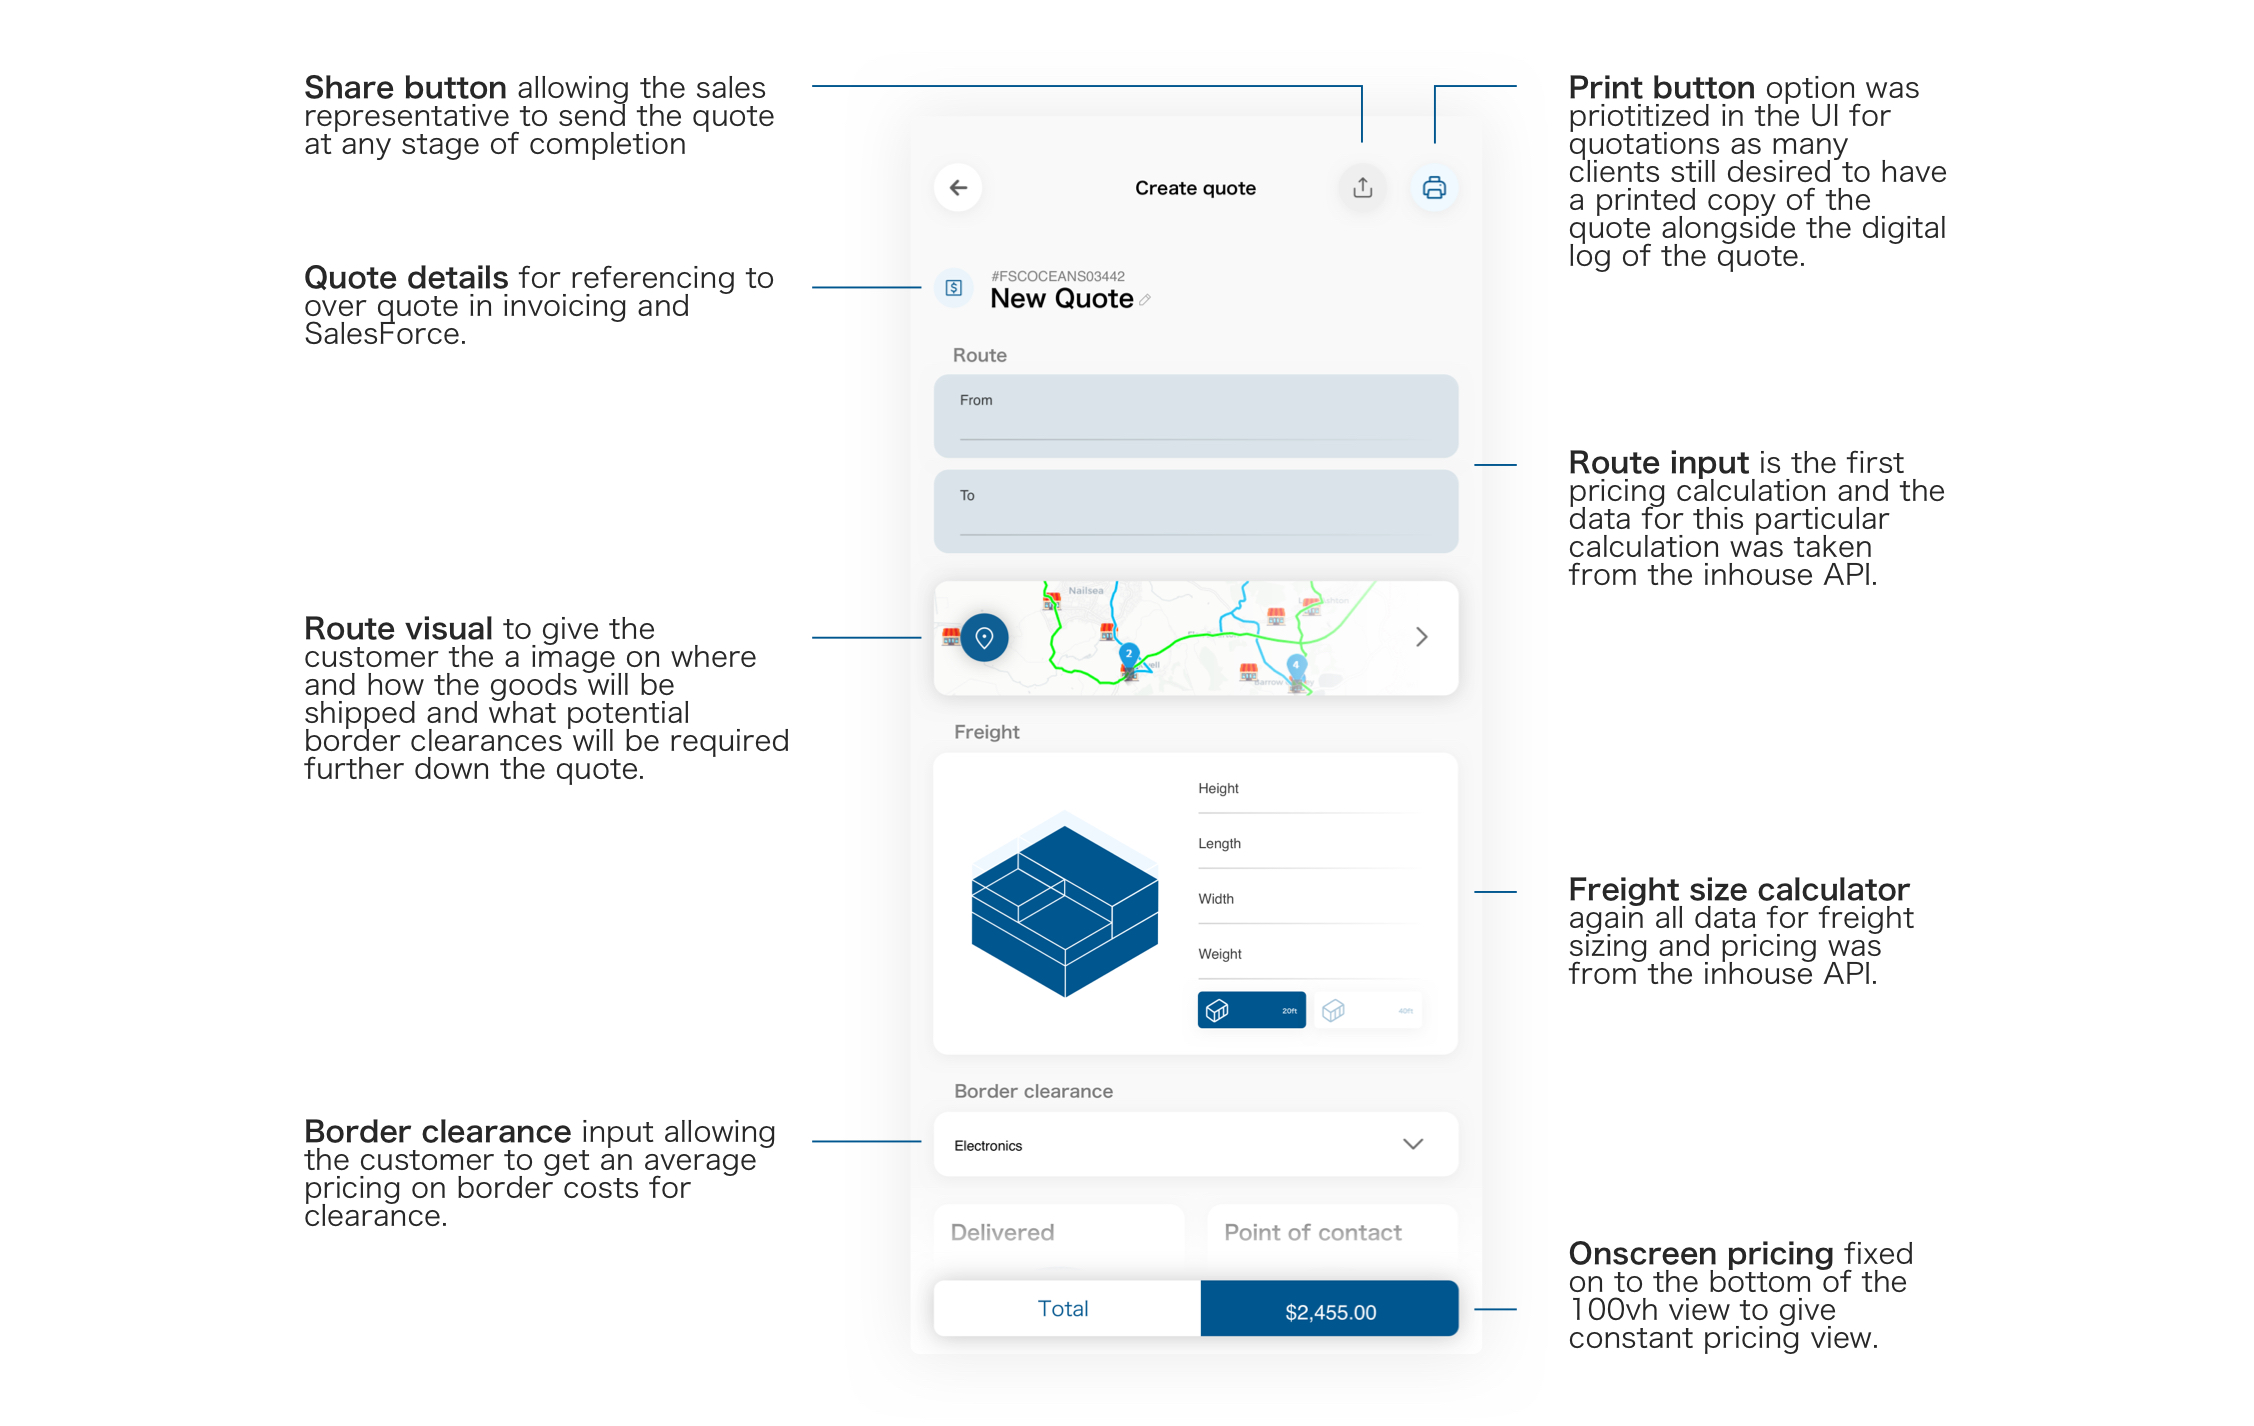 Share button allowing the sales
representative to send the quote
at any stage of completion
Quote details for referencing to
over quote in invoicing and
SalesForce.
Route visual to give the
customer the a image on where
and how the goods will be
shipped and what potential
border clearances will be required
further down the quote.
Border clearance input allowing
the customer to get an average
pricing on border costs for
clearance.
Create quote
#FSCOCEANS03442
New Quote
Route
From
To
Nailsea
2
4
Freight
Height
Length
Width
Weight
20ft
40ft
Border clearance
Electronics
Delivered
Point of contact
Total
$2,455.00
Print button option was
priotitized in the UI for
quotations as many
clients still desired to have
a printed copy of the
quote alongside the digital
log of the quote.
Route input is the first
pricing calculation and the
data for this particular
calculation was taken
from the inhouse API.
Freight size calculator
again all data for freight
sizing and pricing was
from the inhouse API.
Onscreen pricing fixed
on to the bottom of the
100vh view to give
constant pricing view.